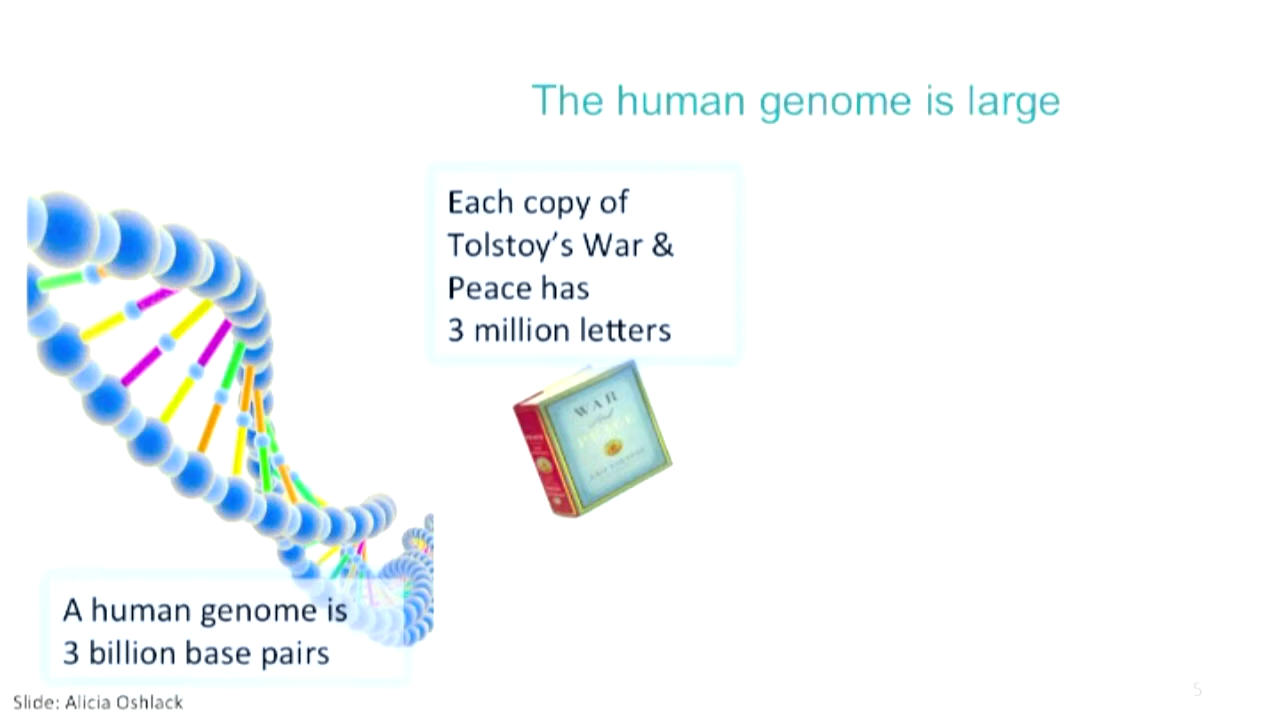 The human genome is large
Each copy of
Tolstoy's War &
Peace has
3 million letters
WAR
and
PEACE
A human genome is
3 billion base pairs
Slide: Alicia Oshlack
5